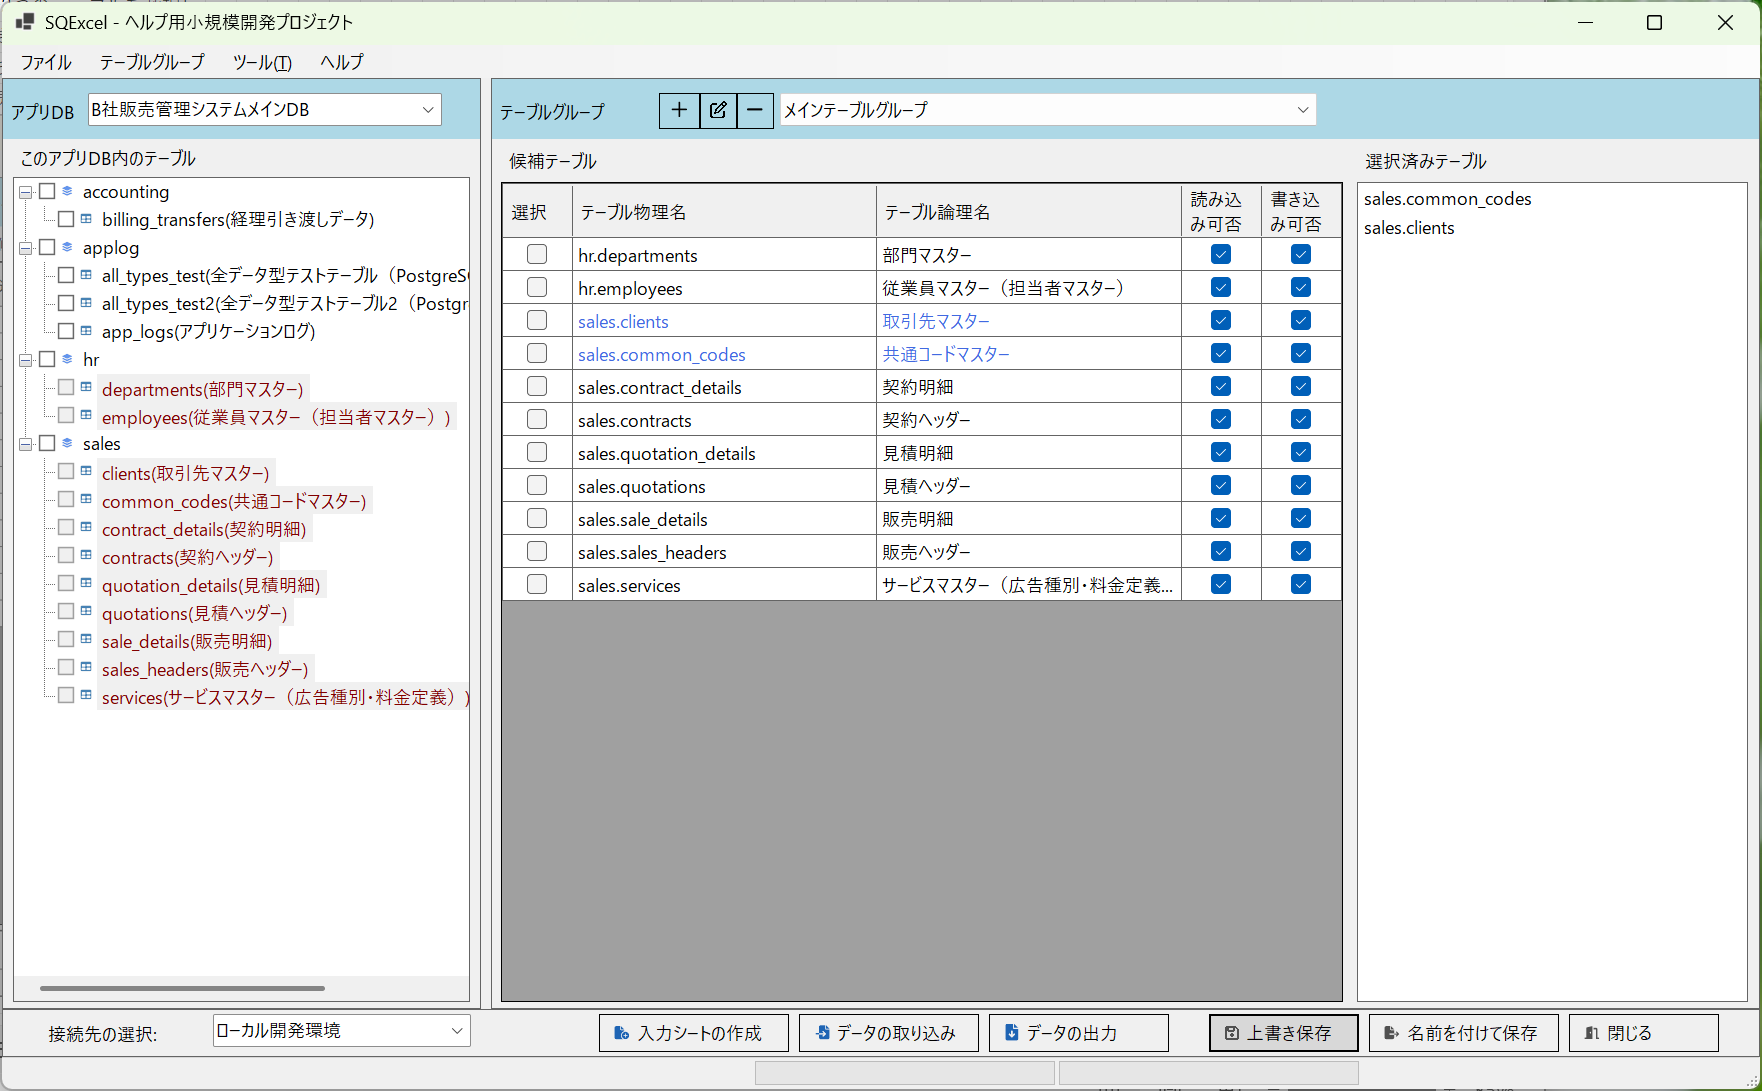 SQExcel - ヘルプ用小規模開発プロジェクト
ファイル テーブルグループ ツール(T) ヘルプ
アプリDB B社販売管理システムメインDB
このアプリDB内のテーブル
accounting
billing_transfers(経理引き渡しデータ)
applog
all_types_test(全データ型テストテーブル（PostgreS
all_types_test2(全データ型テストテーブル2（Postgr
app_logs(アプリケーションログ)
hr
departments(部門マスター)
employees(従業員マスター（担当者マスター）)
sales
clients(取引先マスター)
common_codes(共通コードマスター)
contract_details(契約明細)
contracts(契約ヘッダー)
quotation_details(見積明細)
quotations(見積ヘッダー)
sale_details(販売明細)
sales_headers(販売ヘッダー)
services(サービスマスター（広告種別・料金定義）)
テーブルグループ メインテーブルグループ
候補テーブル
選択 テーブル物理名 テーブル論理名 読み込み可否 書き込み可否
hr.departments 部門マスター
hr.employees 従業員マスター（担当者マスター）
sales.clients 取引先マスター
sales.common_codes 共通コードマスター
sales.contract_details 契約明細
sales.contracts 契約ヘッダー
sales.quotation_details 見積明細
sales.quotations 見積ヘッダー
sales.sale_details 販売明細
sales.sales_headers 販売ヘッダー
sales.services サービスマスター（広告種別・料金定義...
選択済みテーブル
sales.common_codes
sales.clients
接続先の選択: ローカル開発環境
入力シートの作成 データの取り込み データの出力 上書き保存 名前を付けて保存 閉じる